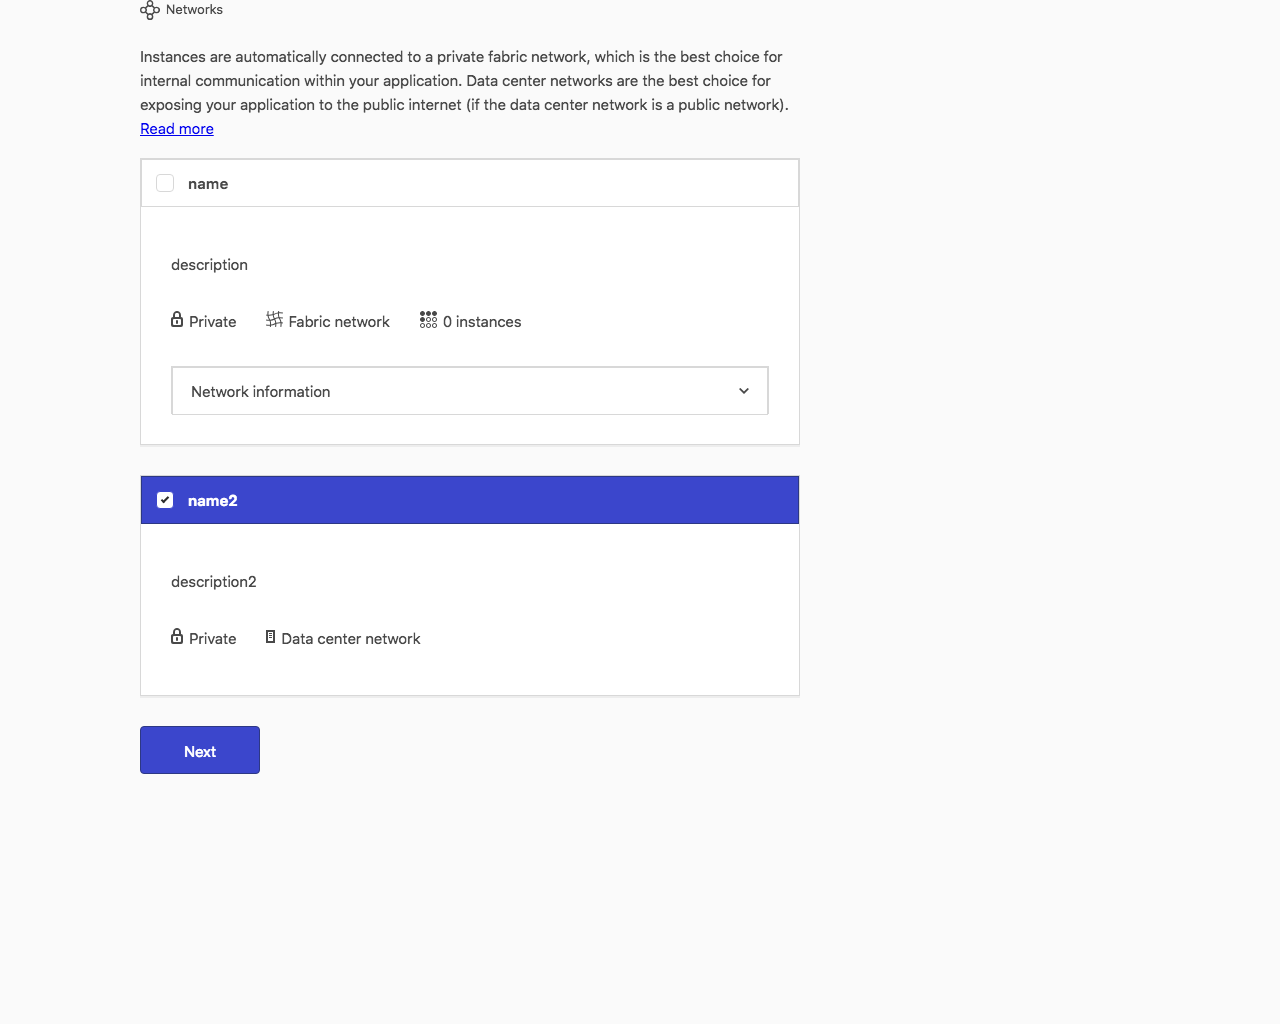 Networks
Instances are automatically connected to a private fabric network, which is the best choice for
internal communication within your application. Data center networks are the best choice for
exposing your application to the public internet (if the data center network is a public network).
Read more
name
description
Private Fabric network 0 instances
Network information
name2
description2
Private Data center network
Next